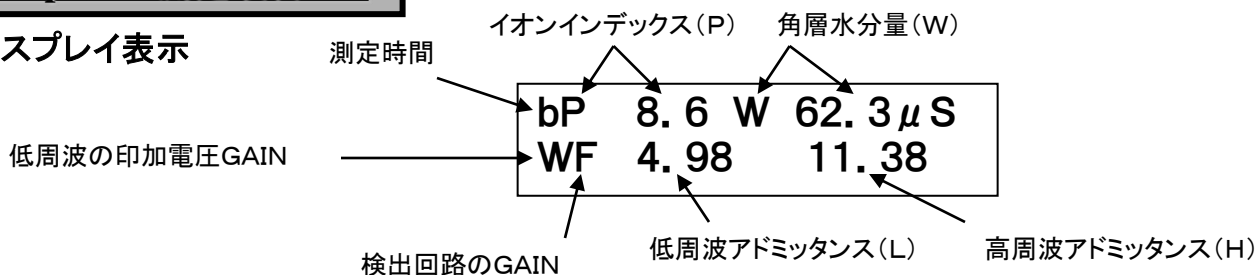 イオンインデックス(P) 角層水分量(W)
スプレイ表示 測定時間
bP 8.6 W 62.3μS
低周波の印加電圧GAIN WF 4.98 11.38
検出回路のGAIN 低周波アドミッタンス(L) 高周波アドミッタンス(H)